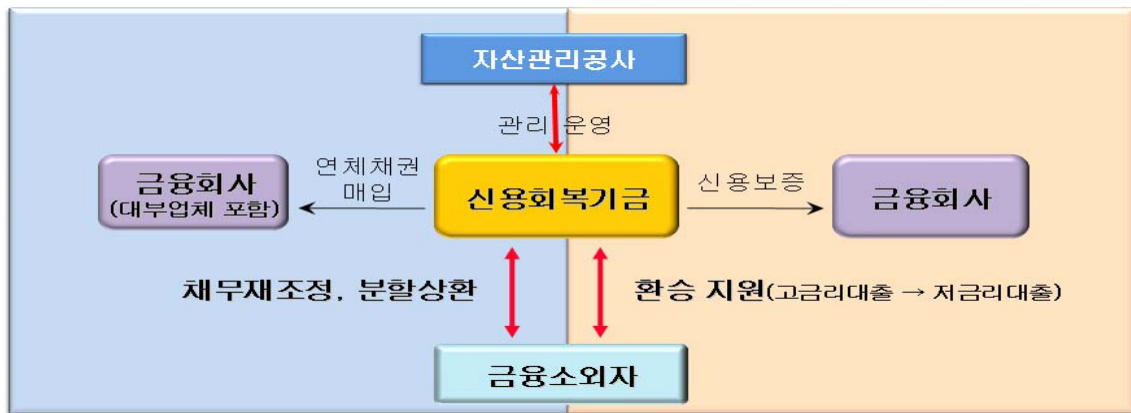 자산관리공사
관리 운영
연체채권
매입
금융회사
(대부업체 포함)
신용회복기금
신용보증
금융회사
채무재조정, 분할상환
환승 지원(고금리대출 → 저금리대출)
금융소외자